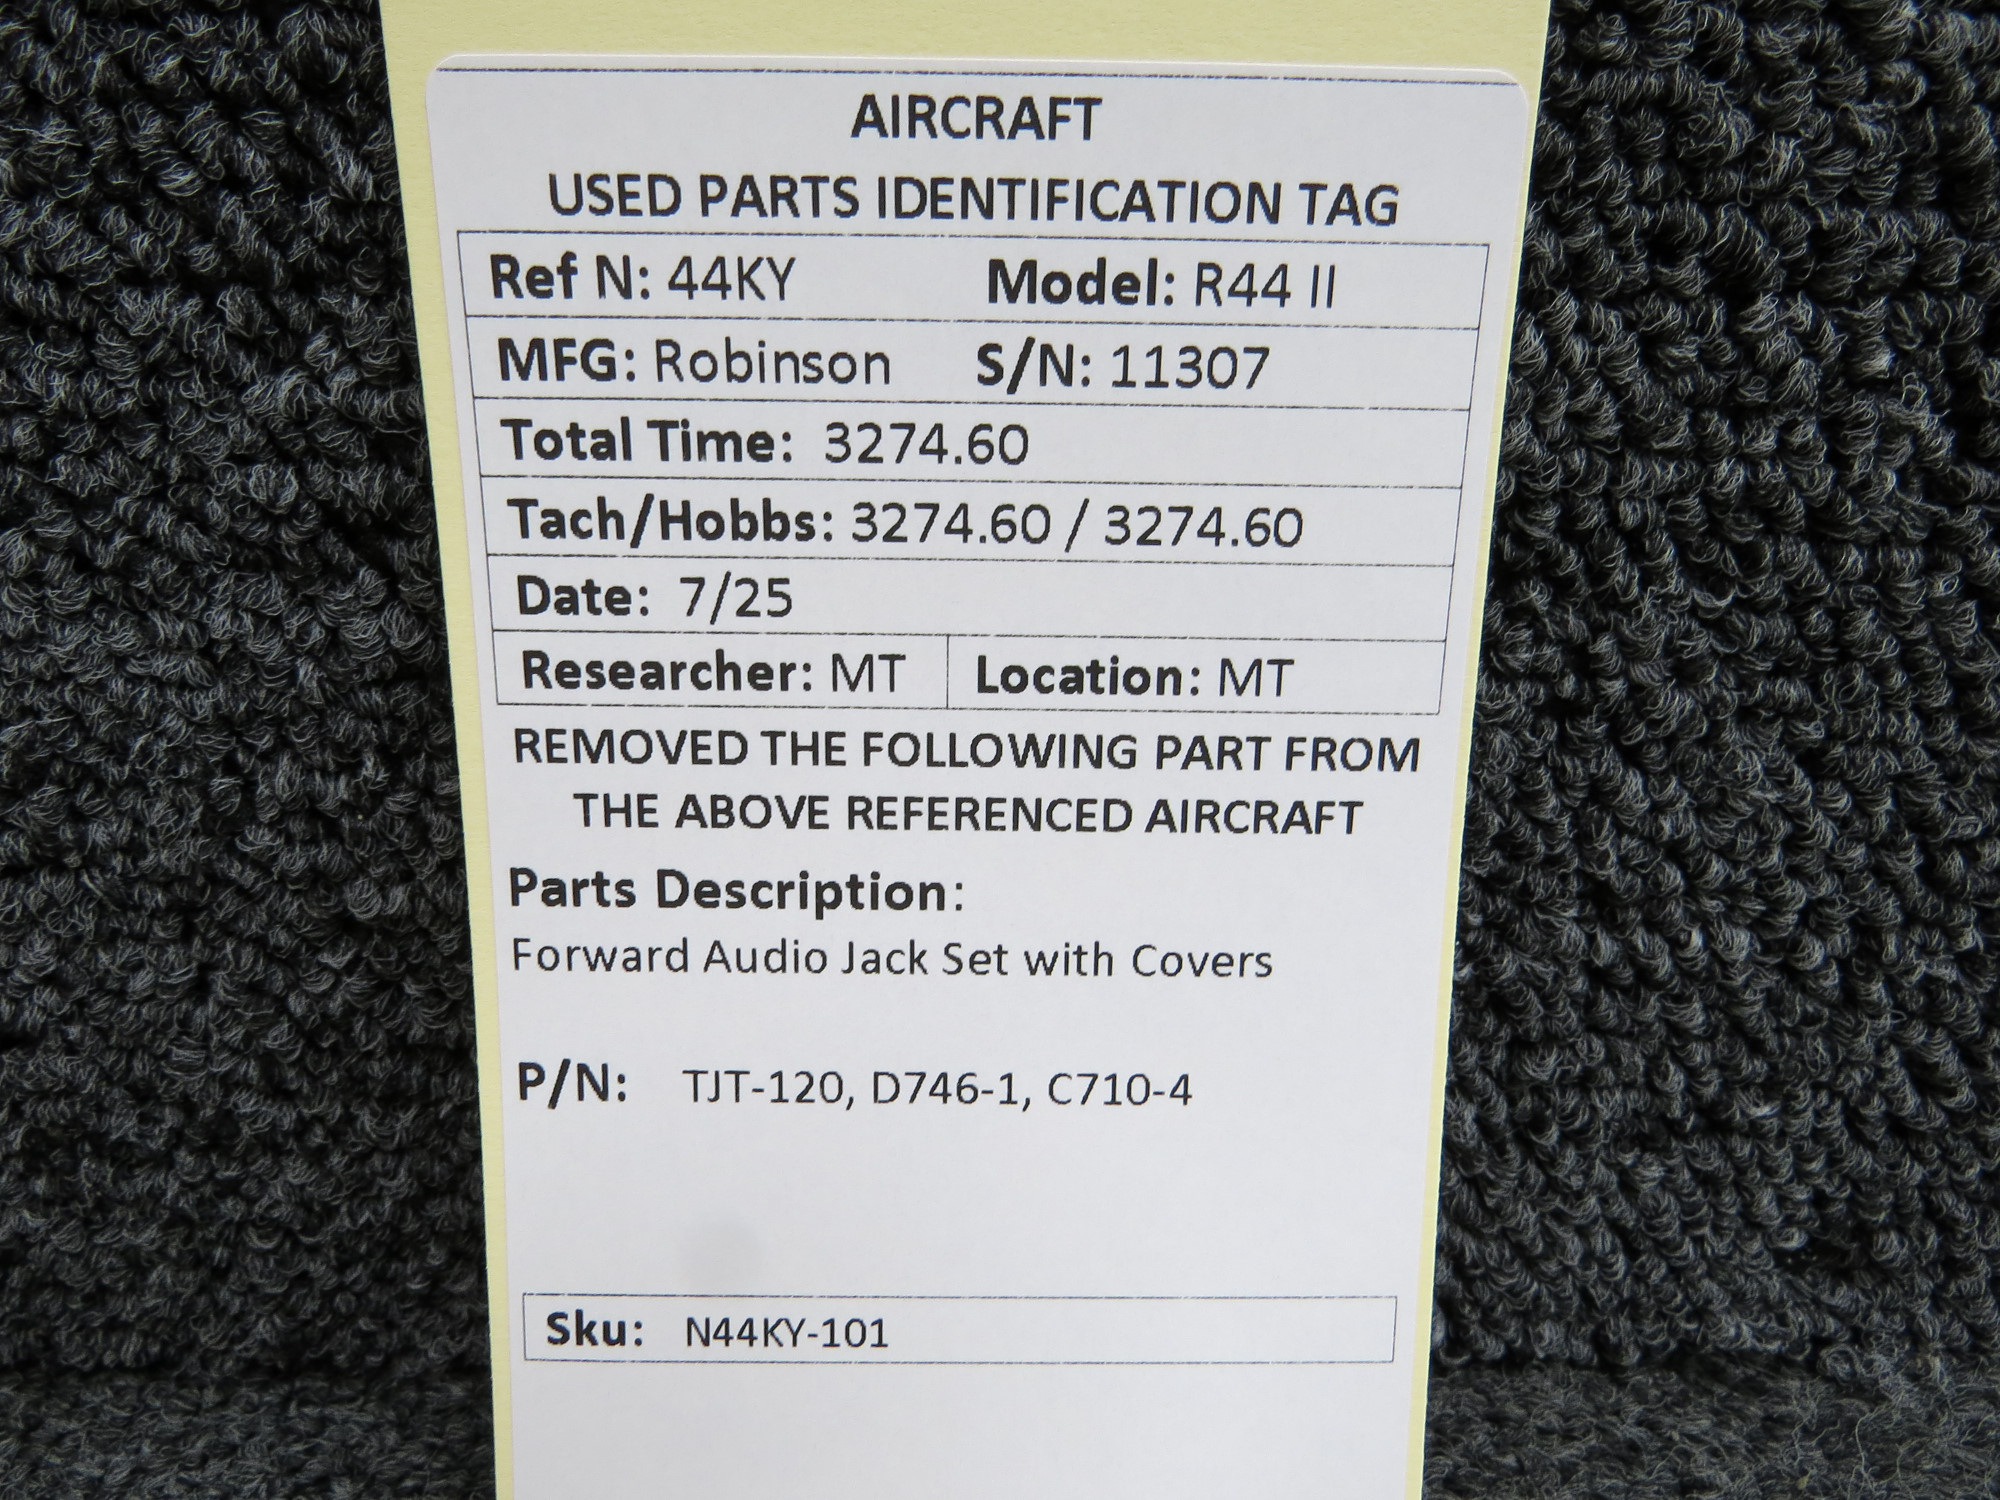 AIRCRAFT
USED PARTS IDENTIFICATION TAG
Ref N: 44KY Model: R44 II
MFG: Robinson S/N: 11307
Total Time: 3274.60
Tach/Hobbs: 3274.60 / 3274.60
Date: 7/25
Researcher: MT Location: MT
REMOVED THE FOLLOWING PART FROM
THE ABOVE REFERENCED AIRCRAFT
Parts Description:
Forward Audio Jack Set with Covers
P/N: TJT-120, D746-1, C710-4
Sku: N44KY-101